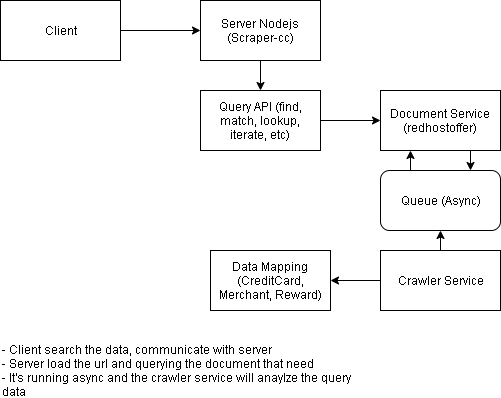 Client
Server Nodejs
(Scraper-cc)
Query API (find,
match, lookup,
iterate, etc)
Document Service
(redhostoffer)
Queue (Async)
Data Mapping
(CreditCard,
Merchant, Reward)
Crawler Service
- Client search the data, communicate with server
- Server load the url and querying the document that need
- It's running async and the crawler service will anaylze the query
data